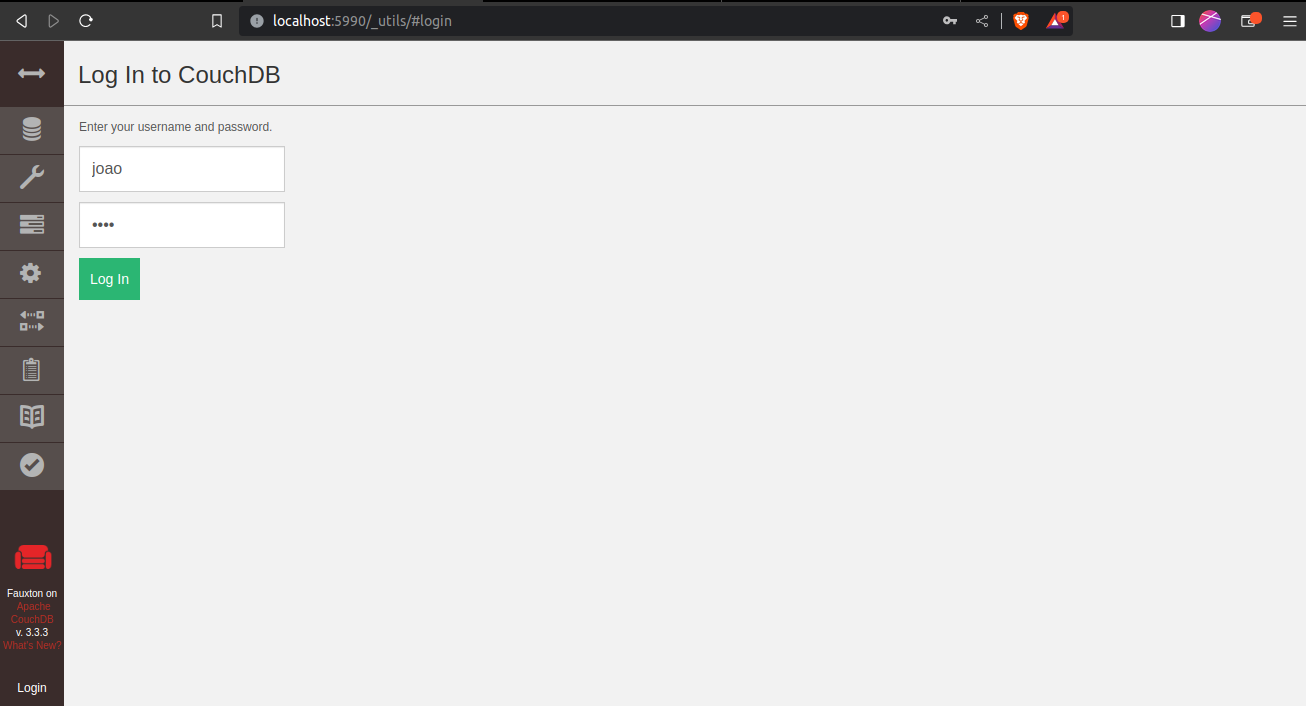 localhost:5990/_utils/#login
1
Log In to CouchDB
Enter your username and password.
joao
••••
Log In
Fauxton on
Apache
CouchDB
v. 3.3.3
What's New?
Login